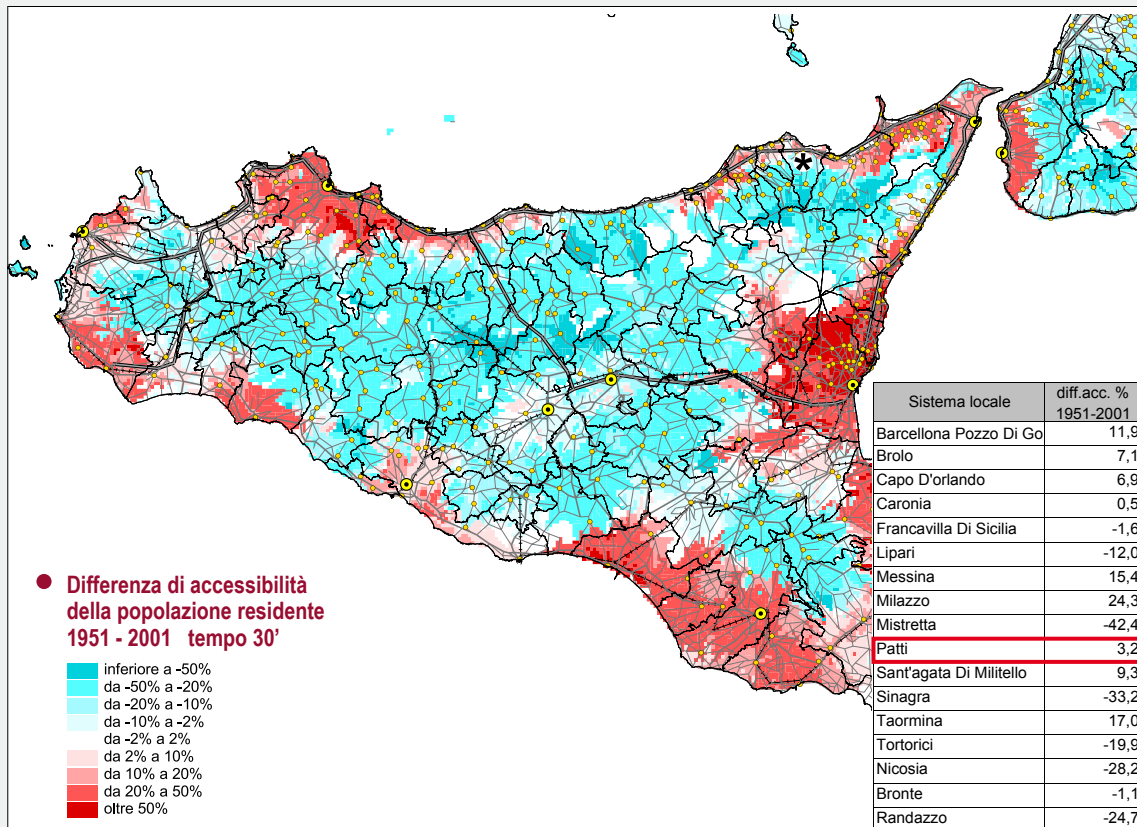 Differenza di accessibilità
della popolazione residente
1951 - 2001 tempo 30’
inferiore a -50%
da -50% a -20%
da -20% a -10%
da -10% a -2%
da -2% a 2%
da 2% a 10%
da 10% a 20%
da 20% a 50%
oltre 50%
*
Sistema locale diff.acc. % 1951-2001
Barcellona Pozzo Di Go 11,9
Brolo 7,1
Capo D'orlando 6,9
Caronia 0,5
Francavilla Di Sicilia -1,6
Lipari -12,0
Messina 15,4
Milazzo 24,3
Mistretta -42,4
Patti 3,2
Sant'agata Di Militello 9,3
Sinagra -33,2
Taormina 17,0
Tortorici -19,9
Nicosia -28,2
Bronte -1,1
Randazzo -24,7